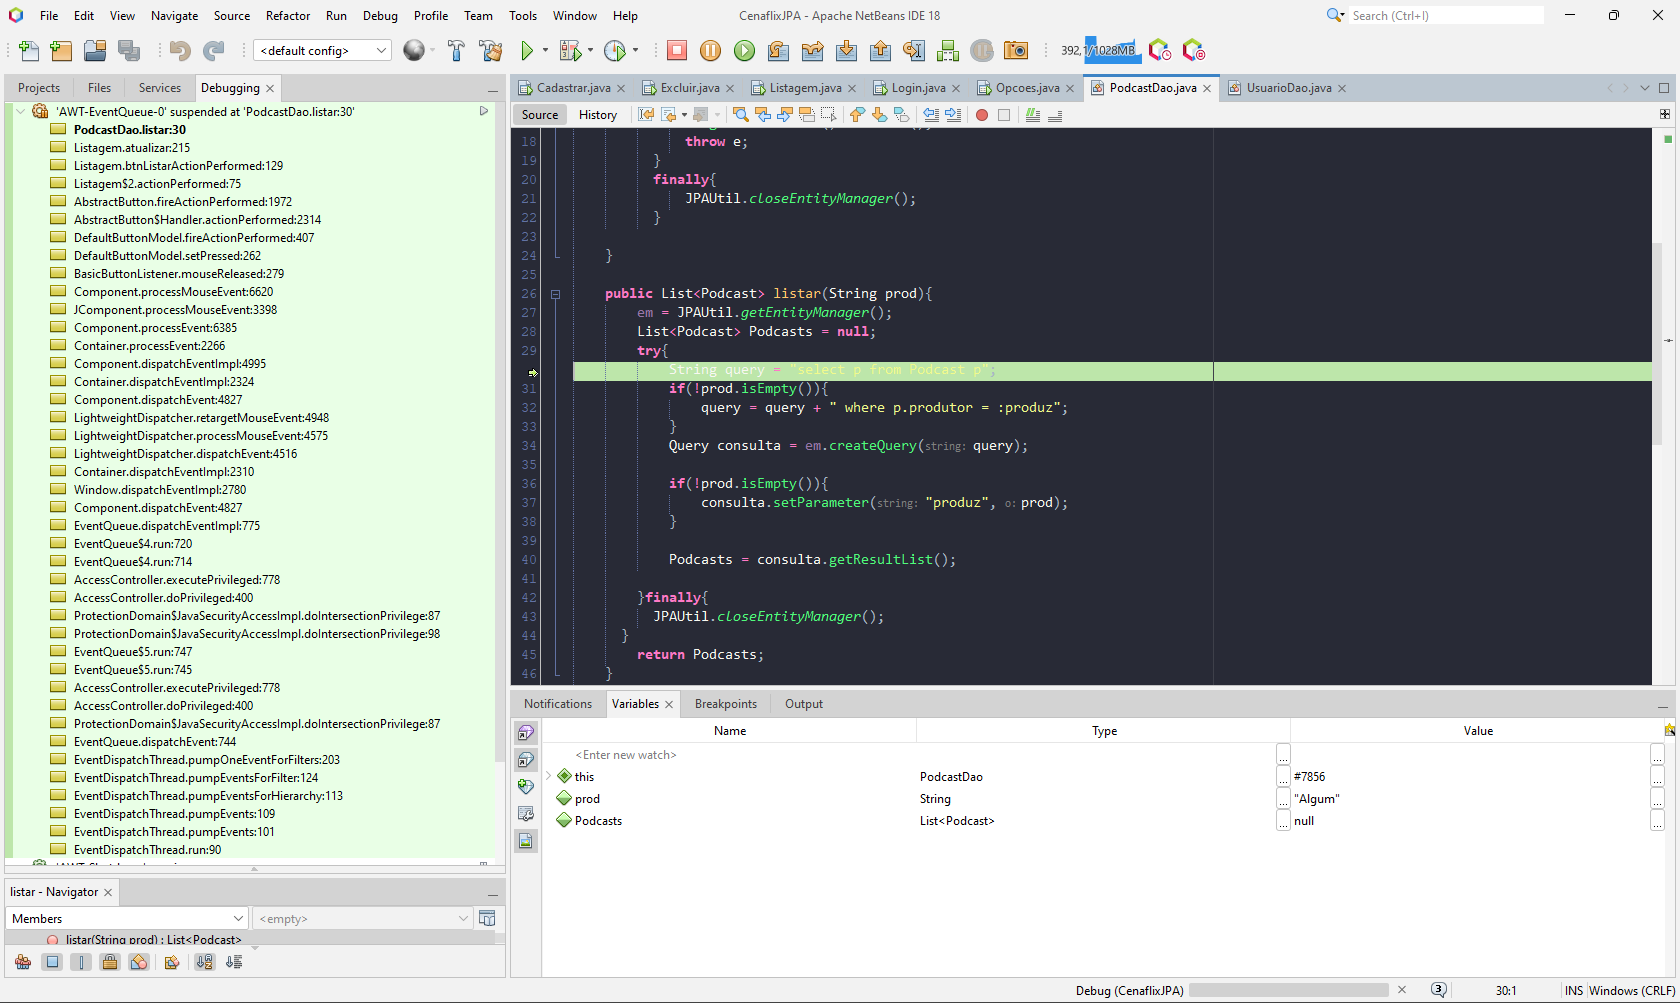 File Edit View Navigate Source Refactor Run Debug Profile Team Tools Window Help CenaflixJPA - Apache NetBeans IDE 18 Search (Ctrl+I)
<default config> 392,1/1028MB
Projects Files Services Debugging
'AWT-EventQueue-0' suspended at 'PodcastDao.listar:30'
PodcastDao.listar:30
Listagem.atualizar:215
Listagem.btnListarActionPerformed:129
Listagem$2.actionPerformed:75
AbstractButton.fireActionPerformed:1972
AbstractButton$Handler.actionPerformed:2314
DefaultButtonModel.fireActionPerformed:407
DefaultButtonModel.setPressed:262
BasicButtonListener.mouseReleased:279
Component.processMouseEvent:6620
JComponent.processMouseEvent:3398
Component.processEvent:6385
Container.processEvent:2266
Component.dispatchEventImpl:4995
Container.dispatchEventImpl:2324
Component.dispatchEvent:4827
LightweightDispatcher.retargetMouseEvent:4948
LightweightDispatcher.processMouseEvent:4575
LightweightDispatcher.dispatchEvent:4516
Container.dispatchEventImpl:2310
Window.dispatchEventImpl:2780
Component.dispatchEvent:4827
EventQueue.dispatchEventImpl:775
EventQueue$4.run:720
EventQueue$4.run:714
AccessController.executePrivileged:778
AccessController.doPrivileged:400
ProtectionDomain$JavaSecurityAccessImpl.doIntersectionPrivilege:87
ProtectionDomain$JavaSecurityAccessImpl.doIntersectionPrivilege:98
EventQueue$5.run:747
EventQueue$5.run:745
AccessController.executePrivileged:778
AccessController.doPrivileged:400
ProtectionDomain$JavaSecurityAccessImpl.doIntersectionPrivilege:87
EventQueue.dispatchEvent:744
EventDispatchThread.pumpOneEventForFilters:203
EventDispatchThread.pumpEventsForFilter:124
EventDispatchThread.pumpEventsForHierarchy:113
EventDispatchThread.pumpEvents:109
EventDispatchThread.pumpEvents:101
EventDispatchThread.run:90
listar - Navigator
Members <empty>
listar(String prod) : List<Podcast>
Cadastrar.java Excluir.java Listagem.java Login.java Opcoes.java PodcastDao.java UsuarioDao.java
Source History
18 throw e;
19 }
20 finally{
21 JPAUtil.closeEntityManager();
22 }
23
24 }
25
26 public List<Podcast> listar(String prod){
27 em = JPAUtil.getEntityManager();
28 List<Podcast> Podcasts = null;
29 try{
String query = "select p from Podcast p";
31 if(!prod.isEmpty()){
32 query = query + " where p.produtor = :produz";
33 }
34 Query consulta = em.createQuery(string: query);
35
36 if(!prod.isEmpty()){
37 consulta.setParameter(string: "produz", o: prod);
38 }
39
40 Podcasts = consulta.getResultList();
41
42 }finally{
43 JPAUtil.closeEntityManager();
44 }
45 return Podcasts;
46 }
Notifications Variables Breakpoints Output
Name Type Value
<Enter new watch> ... ...
this PodcastDao ... #7856 ...
prod String ... "Algum" ...
Podcasts List<Podcast> ... null ...
Debug (CenaflixJPA) 3 30:1 INS Windows (CRLF)